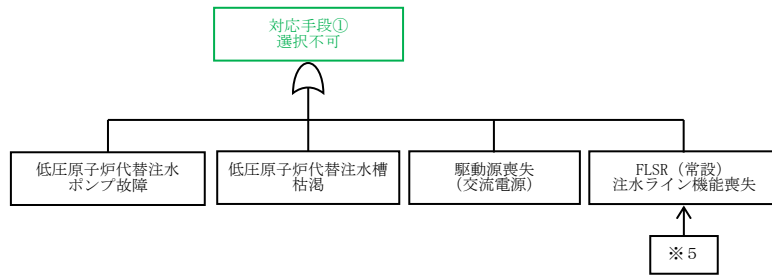 対応手段①
選択不可
低圧原子炉代替注水
ポンプ故障
低圧原子炉代替注水槽
枯渇
駆動源喪失
（交流電源）
FLSR（常設）
注水ライン機能喪失
※５